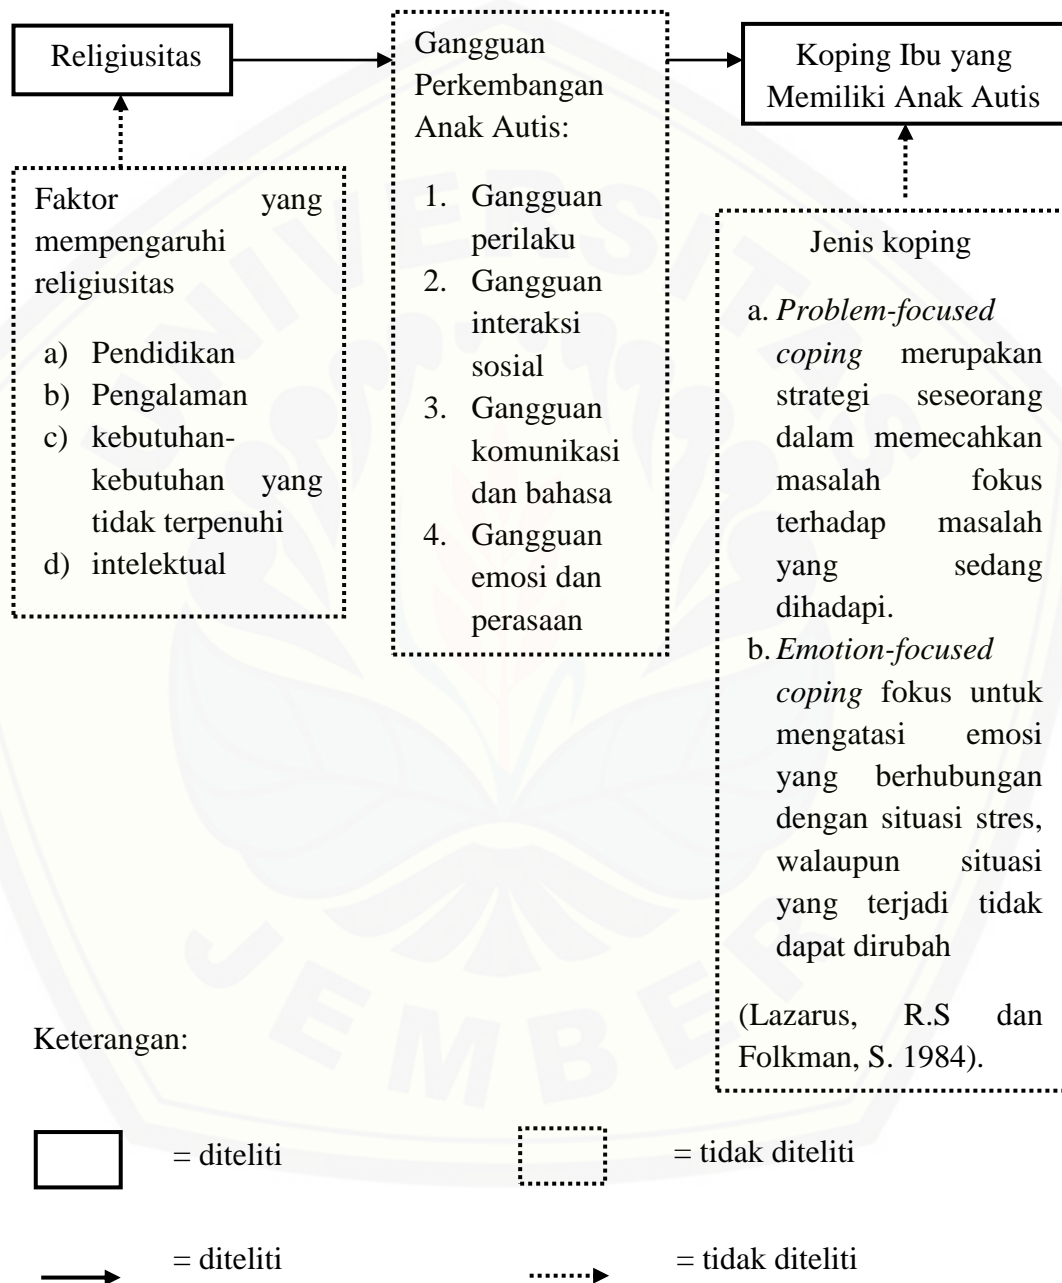 Religiusitas
Faktor yang
mempengaruhi
religiusitas
a) Pendidikan
b) Pengalaman
c) kebutuhan-
kebutuhan yang
tidak terpenuhi
d) intelektual
Gangguan
Perkembangan
Anak Autis:
1. Gangguan
perilaku
2. Gangguan
interaksi
sosial
3. Gangguan
komunikasi
dan bahasa
4. Gangguan
emosi dan
perasaan
Koping Ibu yang
Memiliki Anak Autis
Jenis koping
a. Problem-focused
coping merupakan
strategi seseorang
dalam memecahkan
masalah fokus
terhadap masalah
yang sedang
dihadapi.
b. Emotion-focused
coping fokus untuk
mengatasi emosi
yang berhubungan
dengan situasi stres,
walaupun situasi
yang terjadi tidak
dapat dirubah
(Lazarus, R.S dan
Folkman, S. 1984).
Keterangan:
= diteliti
= tidak diteliti
= diteliti
= tidak diteliti
UNIVERSITAS
JEMBER